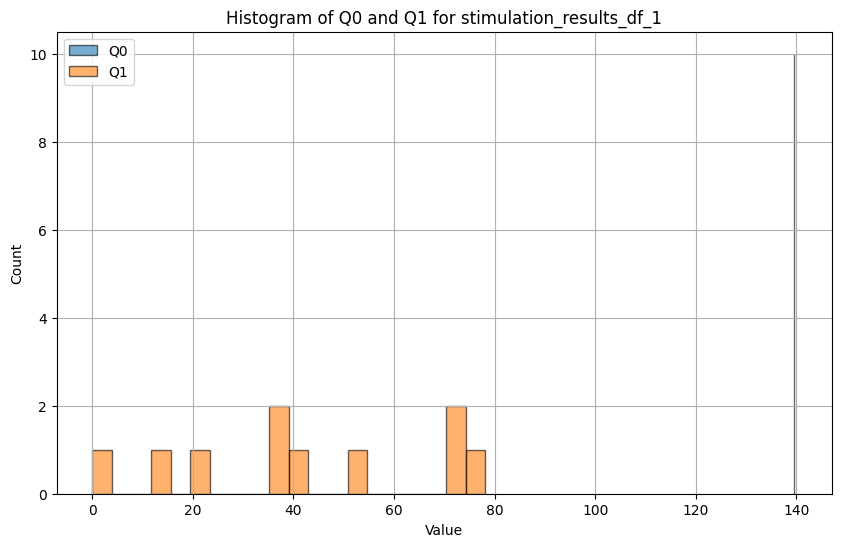 Histogram of Q0 and Q1 for stimulation_results_df_1
Q0
Q1
10
8
6
4
2
0
Count
0 20 40 60 80 100 120 140
Value